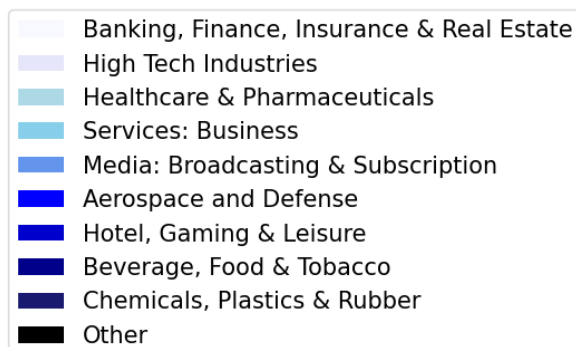 Banking, Finance, Insurance & Real Estate
High Tech Industries
Healthcare & Pharmaceuticals
Services: Business
Media: Broadcasting & Subscription
Aerospace and Defense
Hotel, Gaming & Leisure
Beverage, Food & Tobacco
Chemicals, Plastics & Rubber
Other